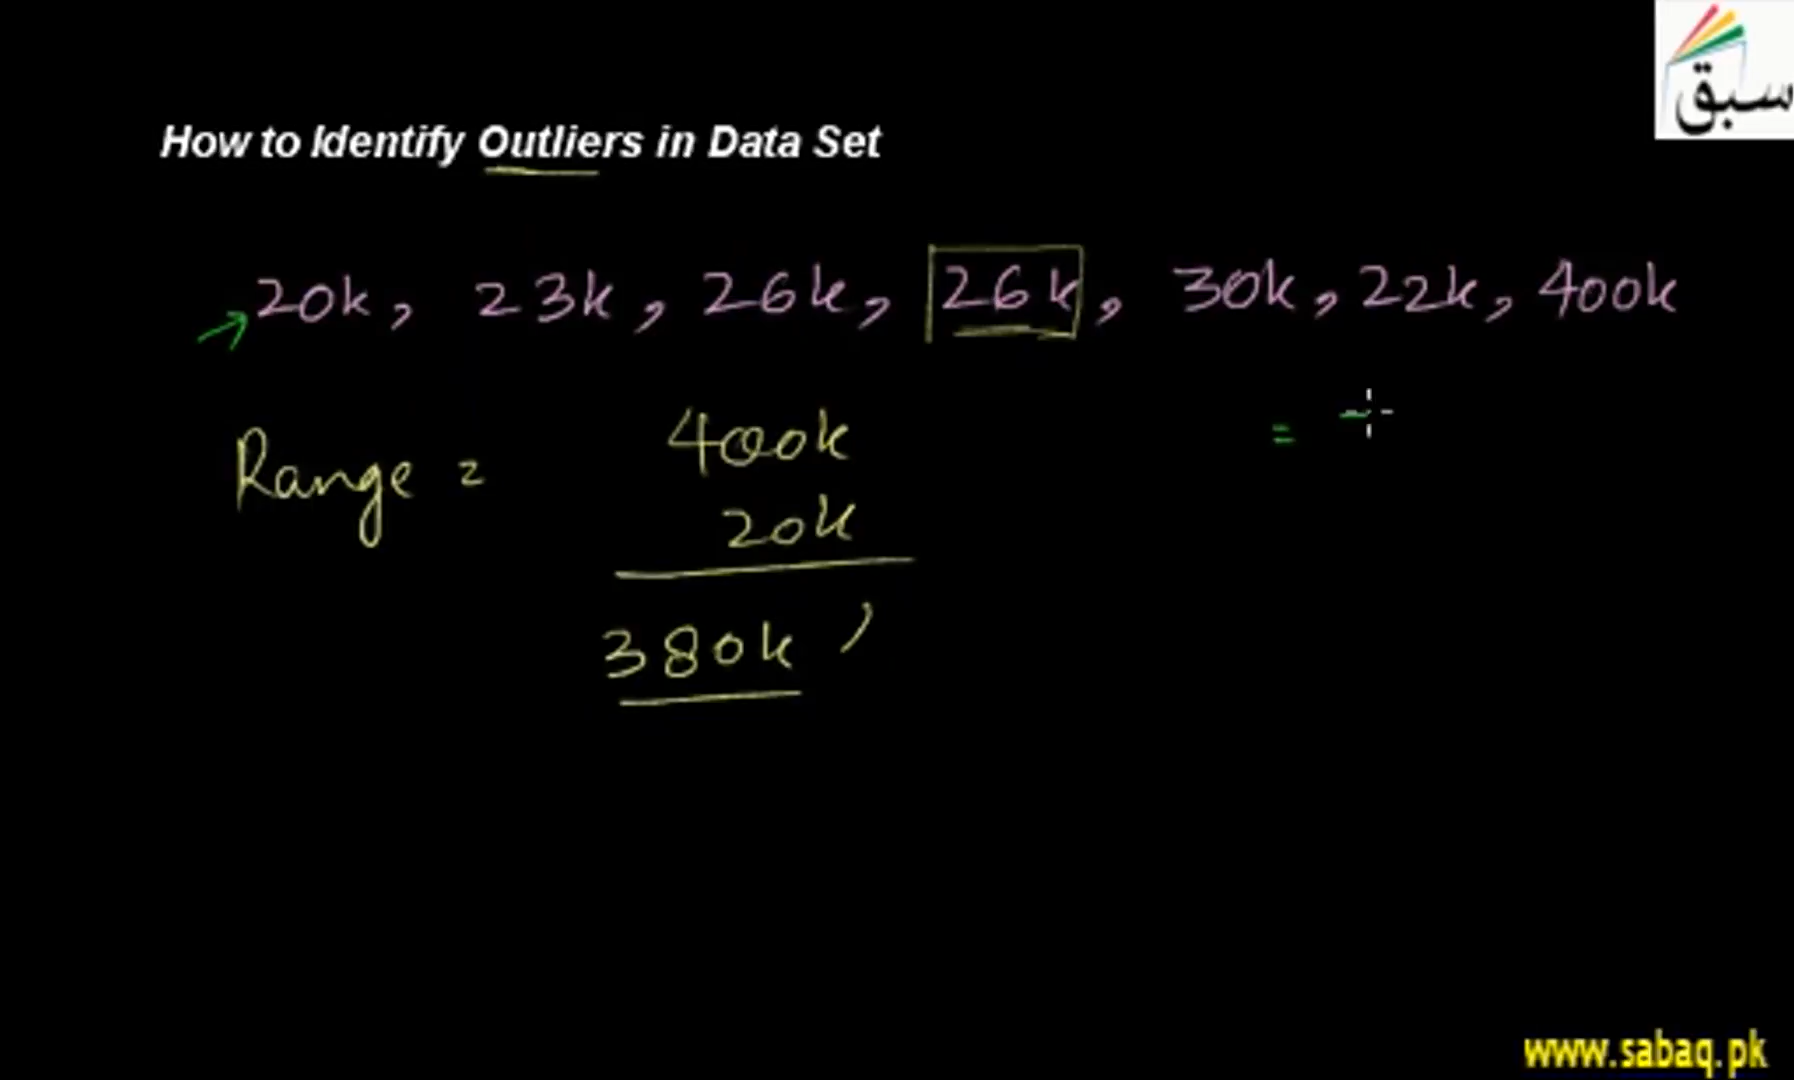 سبق
How to Identify Outliers in Data Set
20k, 23k, 26k, 26k, 30k, 22k, 400k
Range = 400k
20k
380k,
=
www.sabaq.pk